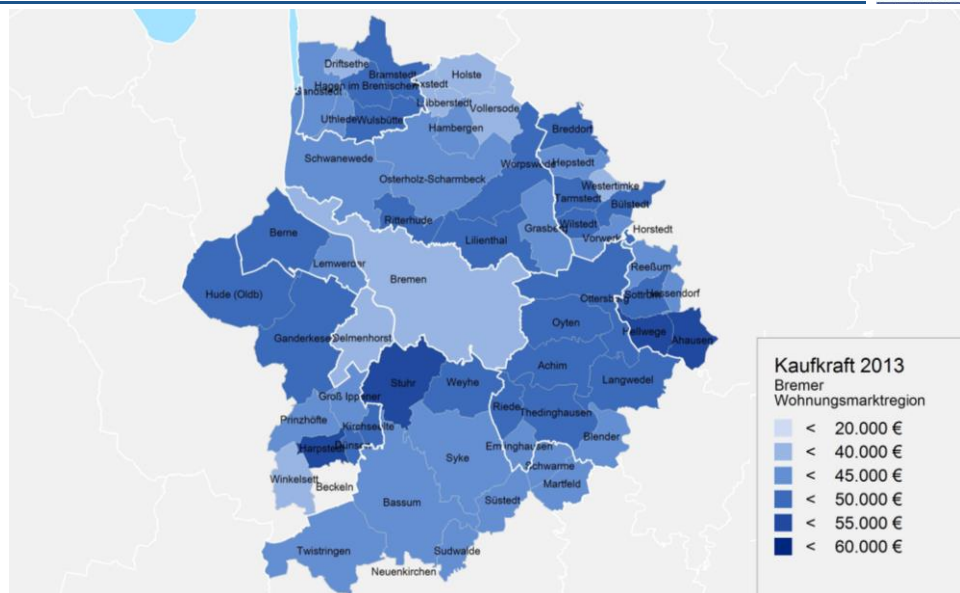 Driftsethe
Bramstedt
Holste
Hagen im Bremischen
Sandstedt
Lübberstedt
Vollersode
Uthlede
Wulsbüttel
Hambergen
Breddorf
Schwanewede
Worpswede
Hepstedt
Osterholz-Scharmbeck
Westertimke
Tarmstedt
Bülstedt
Ritterhude
Grasberg
Wilstedt
Horstedt
Berne
Lilienthal
Vorwerk
Lemwerder
Reeßum
Bremen
Hude (Oldb)
Ottersberg
Sottrum
Hassendorf
Oyten
Hellwege
Ahausen
Ganderkesee
Delmenhorst
Achim
Stuhr
Weyhe
Langwedel
Groß Ippener
Prinzhöfte
Riede
Thedinghausen
Kirchseelte
Blender
Harpstedt
Dünsen
Emtinghausen
Syke
Schwarme
Winkelsett
Beckeln
Martfeld
Bassum
Süstedt
Twistringen
Sudwalde
Neuenkirchen
Kaufkraft 2013
Bremer
Wohnungsmarktregion
< 20.000 €
< 40.000 €
< 45.000 €
< 50.000 €
< 55.000 €
< 60.000 €